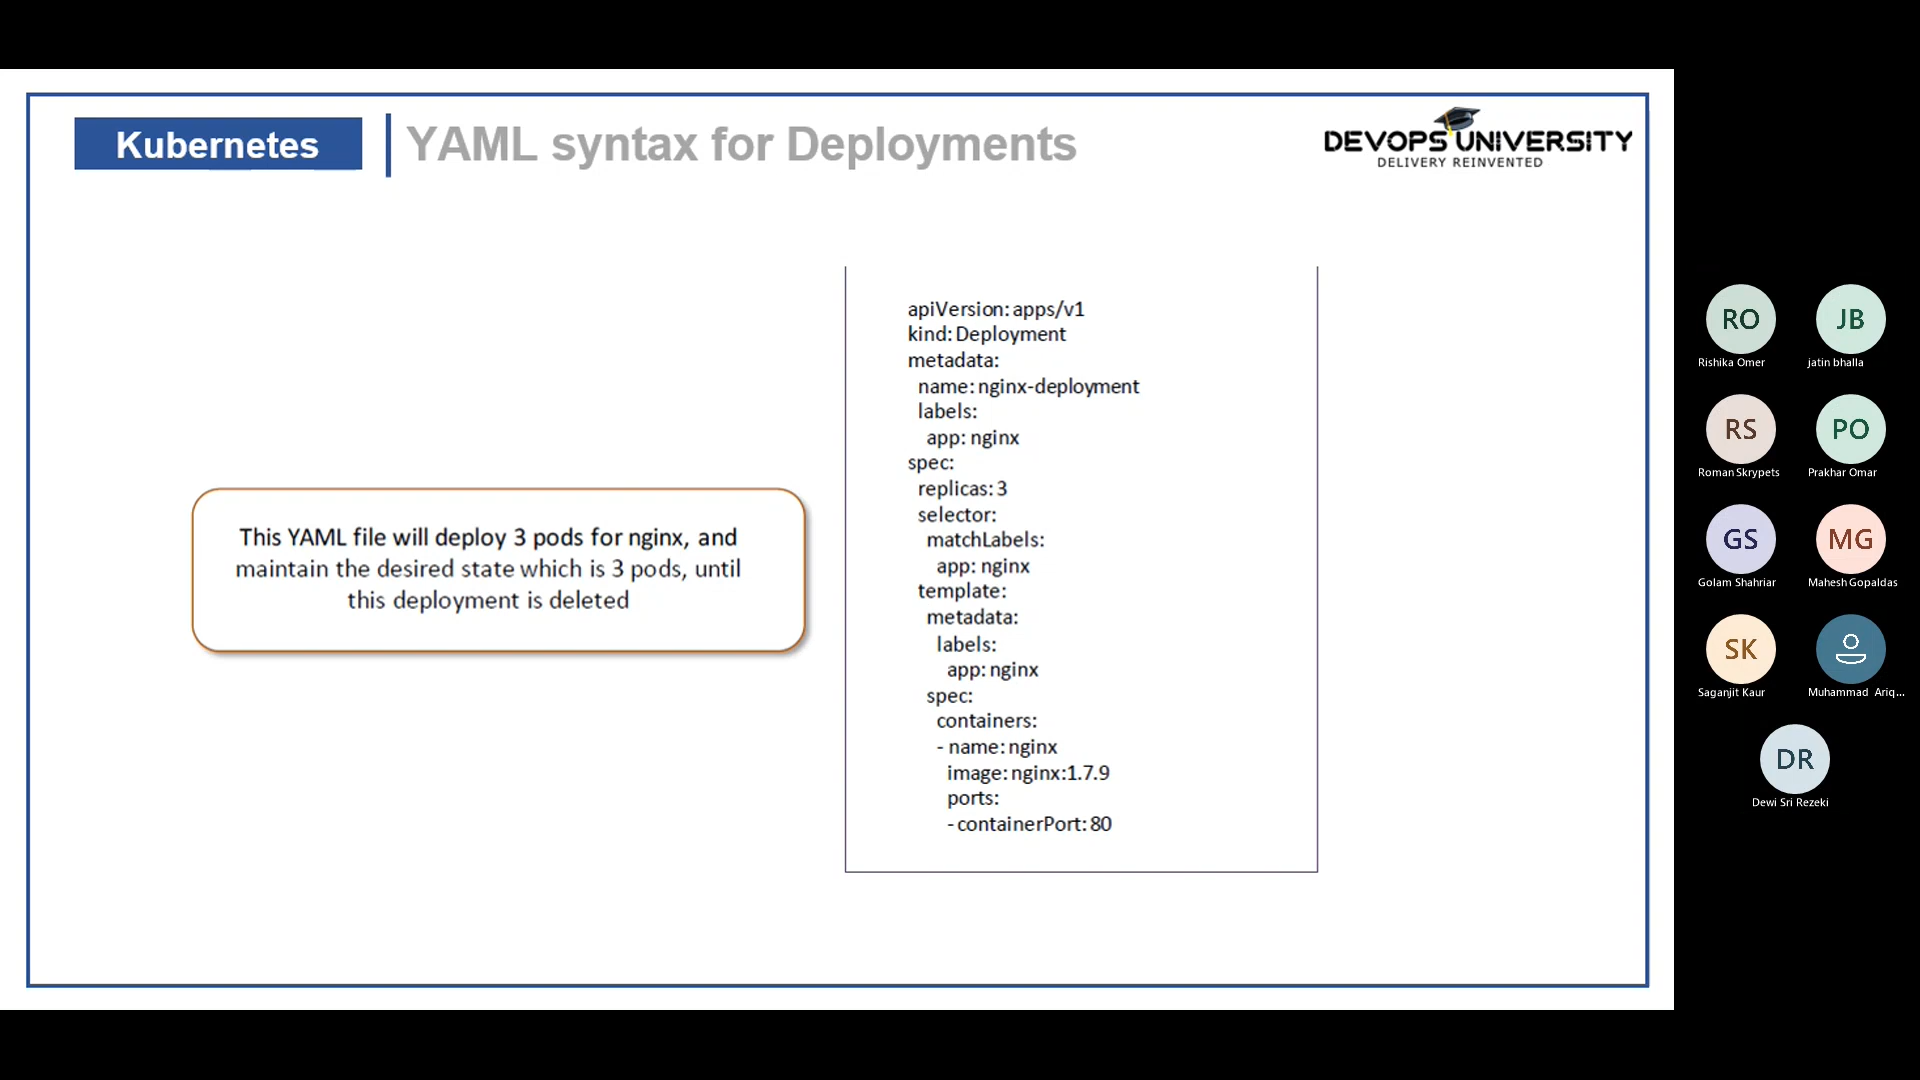 Kubernetes
YAML syntax for Deployments
DEVOPS UNIVERSITY
DELIVERY REINVENTED
This YAML file will deploy 3 pods for nginx, and
maintain the desired state which is 3 pods, until
this deployment is deleted
apiVersion: apps/v1
kind: Deployment
metadata:
  name: nginx-deployment
  labels:
    app: nginx
spec:
  replicas: 3
  selector:
    matchLabels:
      app: nginx
  template:
    metadata:
      labels:
        app: nginx
    spec:
      containers:
      - name: nginx
        image: nginx:1.7.9
        ports:
        - containerPort: 80
RO
Rishika Omer
JB
jatin bhalla
RS
Roman Skrypets
PO
Prakhar Omar
GS
Golam Shahriar
MG
Mahesh Gopaldas
SK
Saganjit Kaur
Muhammad Ariq...
DR
Dewi Sri Rezeki